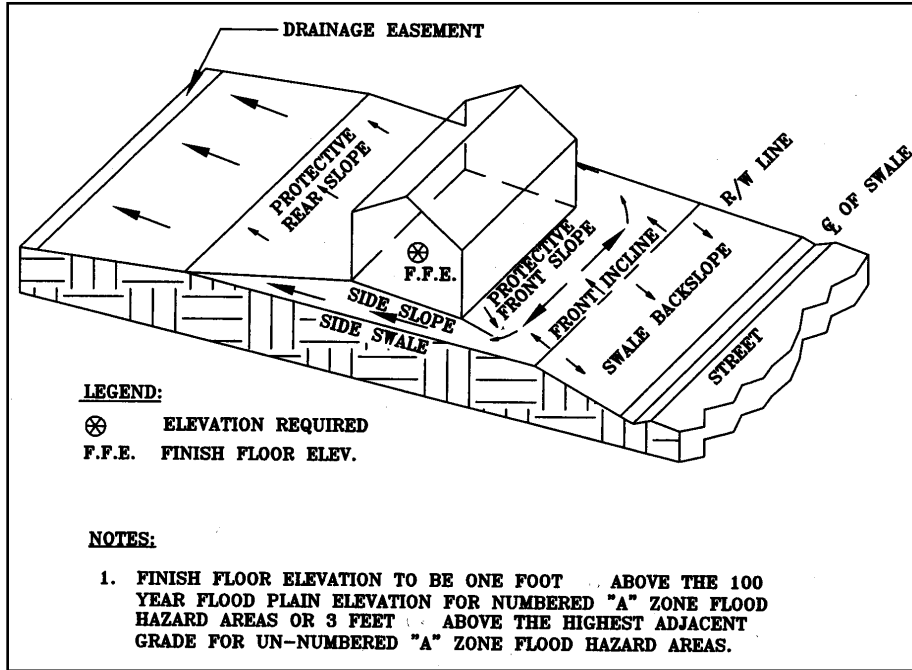 DRAINAGE EASEMENT
PROTECTIVE
REAR SLOPE
R/W LINE
℄ OF SWALE
F.F.E.
PROTECTIVE
FRONT SLOPE
FRONT INCLINE
SWALE BACKSLOPE
STREET
SIDE SLOPE
SIDE SWALE
LEGEND:
ELEVATION REQUIRED
F.F.E. FINISH FLOOR ELEV.
NOTES:
1. FINISH FLOOR ELEVATION TO BE ONE FOOT ABOVE THE 100
YEAR FLOOD PLAIN ELEVATION FOR NUMBERED "A" ZONE FLOOD
HAZARD AREAS OR 3 FEET ABOVE THE HIGHEST ADJACENT
GRADE FOR UN-NUMBERED "A" ZONE FLOOD HAZARD AREAS.